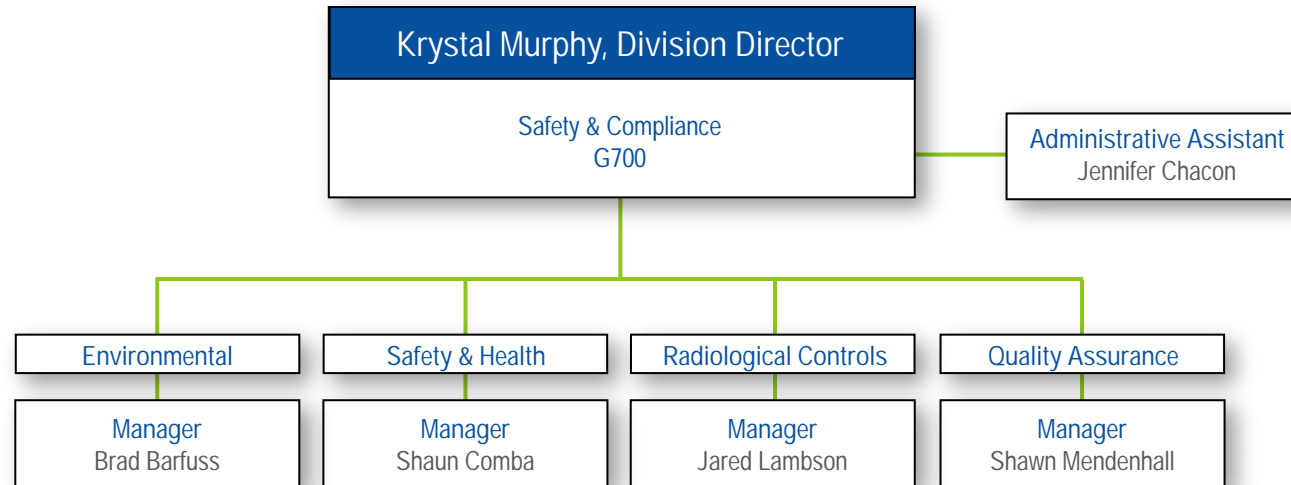 Krystal Murphy, Division Director
Safety & Compliance
G700
Administrative Assistant
Jennifer Chacon
Environmental
Safety & Health
Radiological Controls
Quality Assurance
Manager
Brad Barfuss
Manager
Shaun Comba
Manager
Jared Lambson
Manager
Shawn Mendenhall